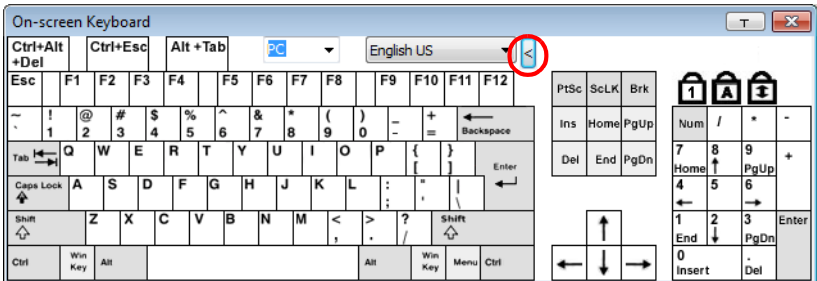 On-screen Keyboard T X
Ctrl+Alt +Del Ctrl+Esc Alt +Tab PC English US <
Esc F1 F2 F3 F4 F5 F6 F7 F8 F9 F10 F11 F12 PtSc ScLK Brk 1 A
~ ` ! 1 @ 2 # 3 $ 4 % 5 ^ 6 & 7 * 8 ( 9 ) 0 _ - + = Backspace Ins Home PgUp Num / * -
Tab Q W E R T Y U I O P { [ } ] Enter Del End PgDn 7 Home 8 9 PgUp +
Caps Lock A S D F G H J K L : ; " ' | \ 4 5 6
Shift Z X C V B N M < , > . ? / Shift 1 End 2 3 PgDn Enter
Ctrl Win Key Alt Alt Win Key Menu Ctrl 0 Insert . Del